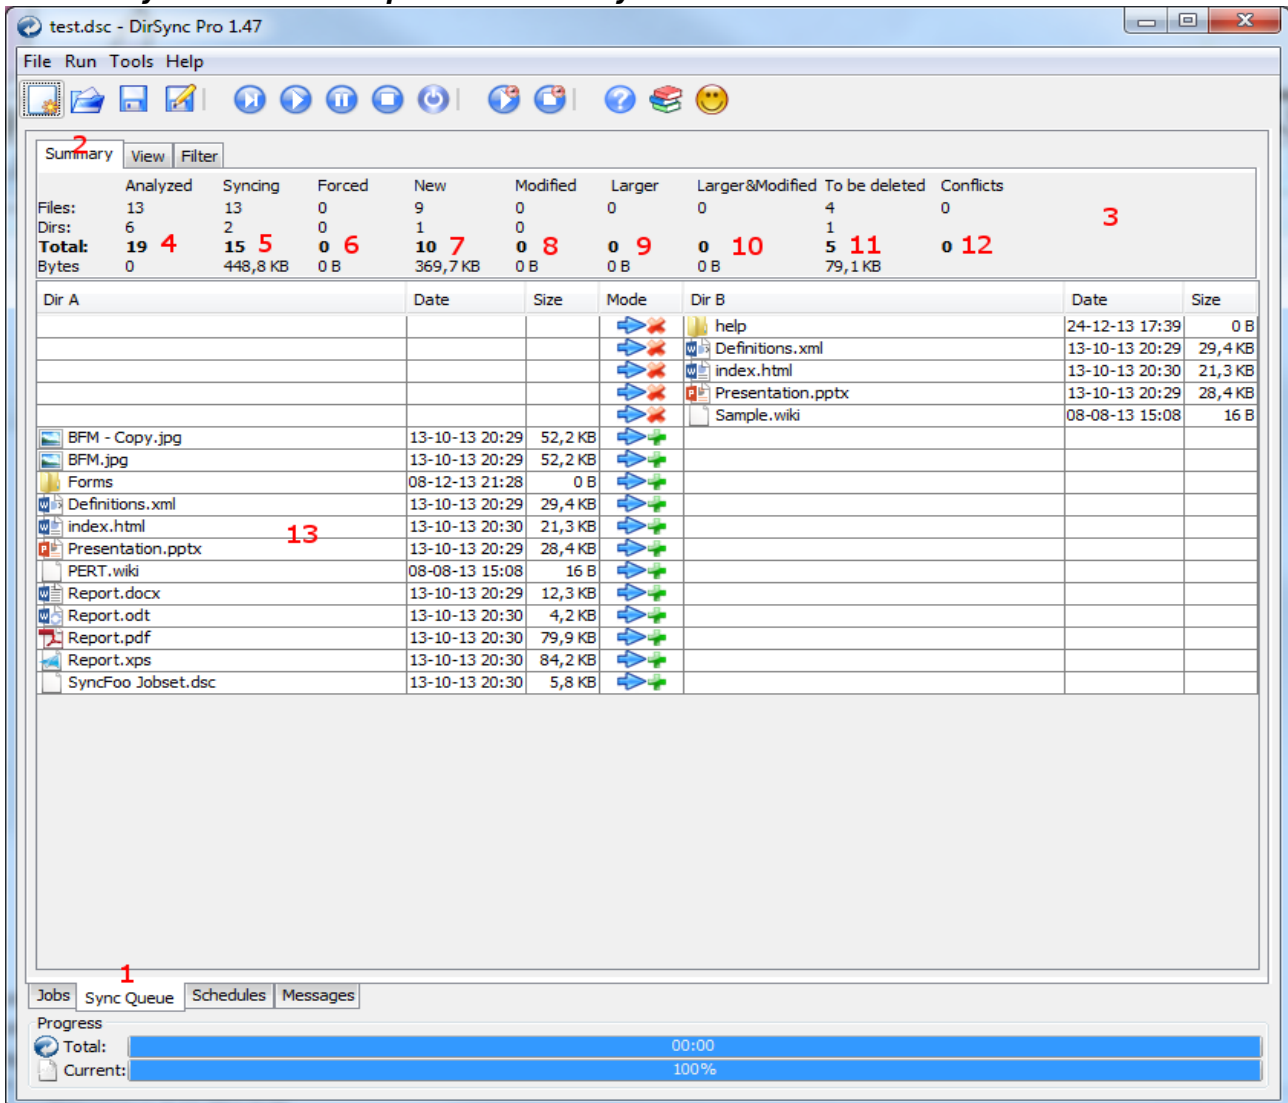 test.dsc - DirSync Pro 1.47
File Run Tools Help
2
Summary View Filter
Analyzed Syncing Forced New Modified Larger Larger&Modified To be deleted Conflicts
Files: 13 13 0 9 0 0 0 4 0
3
Dirs: 6 2 0 1 0 1
Total: 19 4 15 5 0 6 10 7 0 8 0 9 0 10 5 11 0 12
Bytes 0 448,8 KB 0 B 369,7 KB 0 B 0 B 0 B 79,1 KB
Dir A Date Size Mode Dir B Date Size
help 24-12-13 17:39 0 B
Definitions.xml 13-10-13 20:29 29,4 KB
index.html 13-10-13 20:30 21,3 KB
Presentation.pptx 13-10-13 20:29 28,4 KB
Sample.wiki 08-08-13 15:08 16 B
BFM - Copy.jpg 13-10-13 20:29 52,2 KB
BFM.jpg 13-10-13 20:29 52,2 KB
Forms 08-12-13 21:28 0 B
Definitions.xml 13-10-13 20:29 29,4 KB
index.html 13-10-13 20:30 21,3 KB
13
Presentation.pptx 13-10-13 20:29 28,4 KB
PERT.wiki 08-08-13 15:08 16 B
Report.docx 13-10-13 20:29 12,3 KB
Report.odt 13-10-13 20:30 4,2 KB
Report.pdf 13-10-13 20:30 79,9 KB
Report.xps 13-10-13 20:30 84,2 KB
SyncFoo Jobset.dsc 13-10-13 20:30 5,8 KB
1
Jobs Sync Queue Schedules Messages
Progress
Total: 00:00
Current: 100%